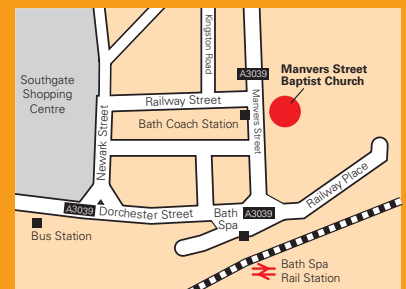 Kingston Road
A3039
Manvers Street
Baptist Church
Southgate
Shopping
Centre
Railway Street
Bath Coach Station
Newark Street
Manvers Street
Railway Place
A3039
Dorchester Street
Bath
Spa
A3039
Bus Station
Bath Spa
Rail Station